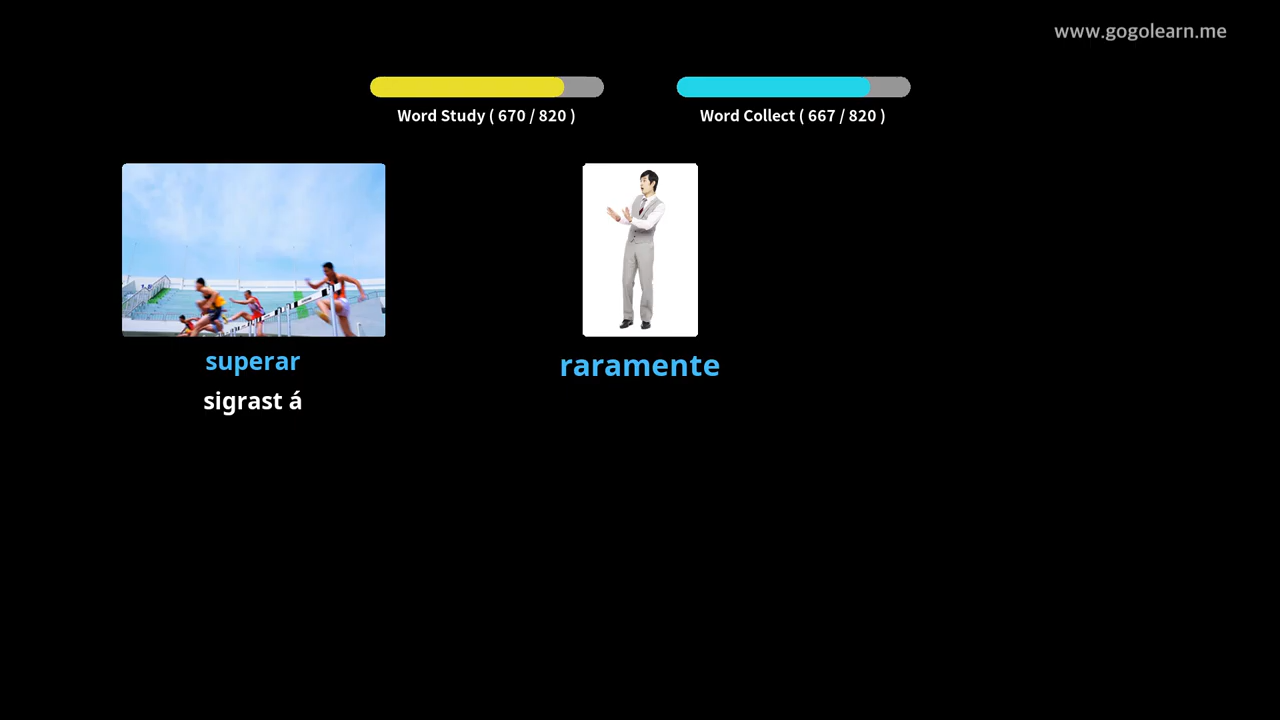 www.gogolearn.me
Word Study ( 670 / 820 )
Word Collect ( 667 / 820 )
superar
sigrast á
raramente